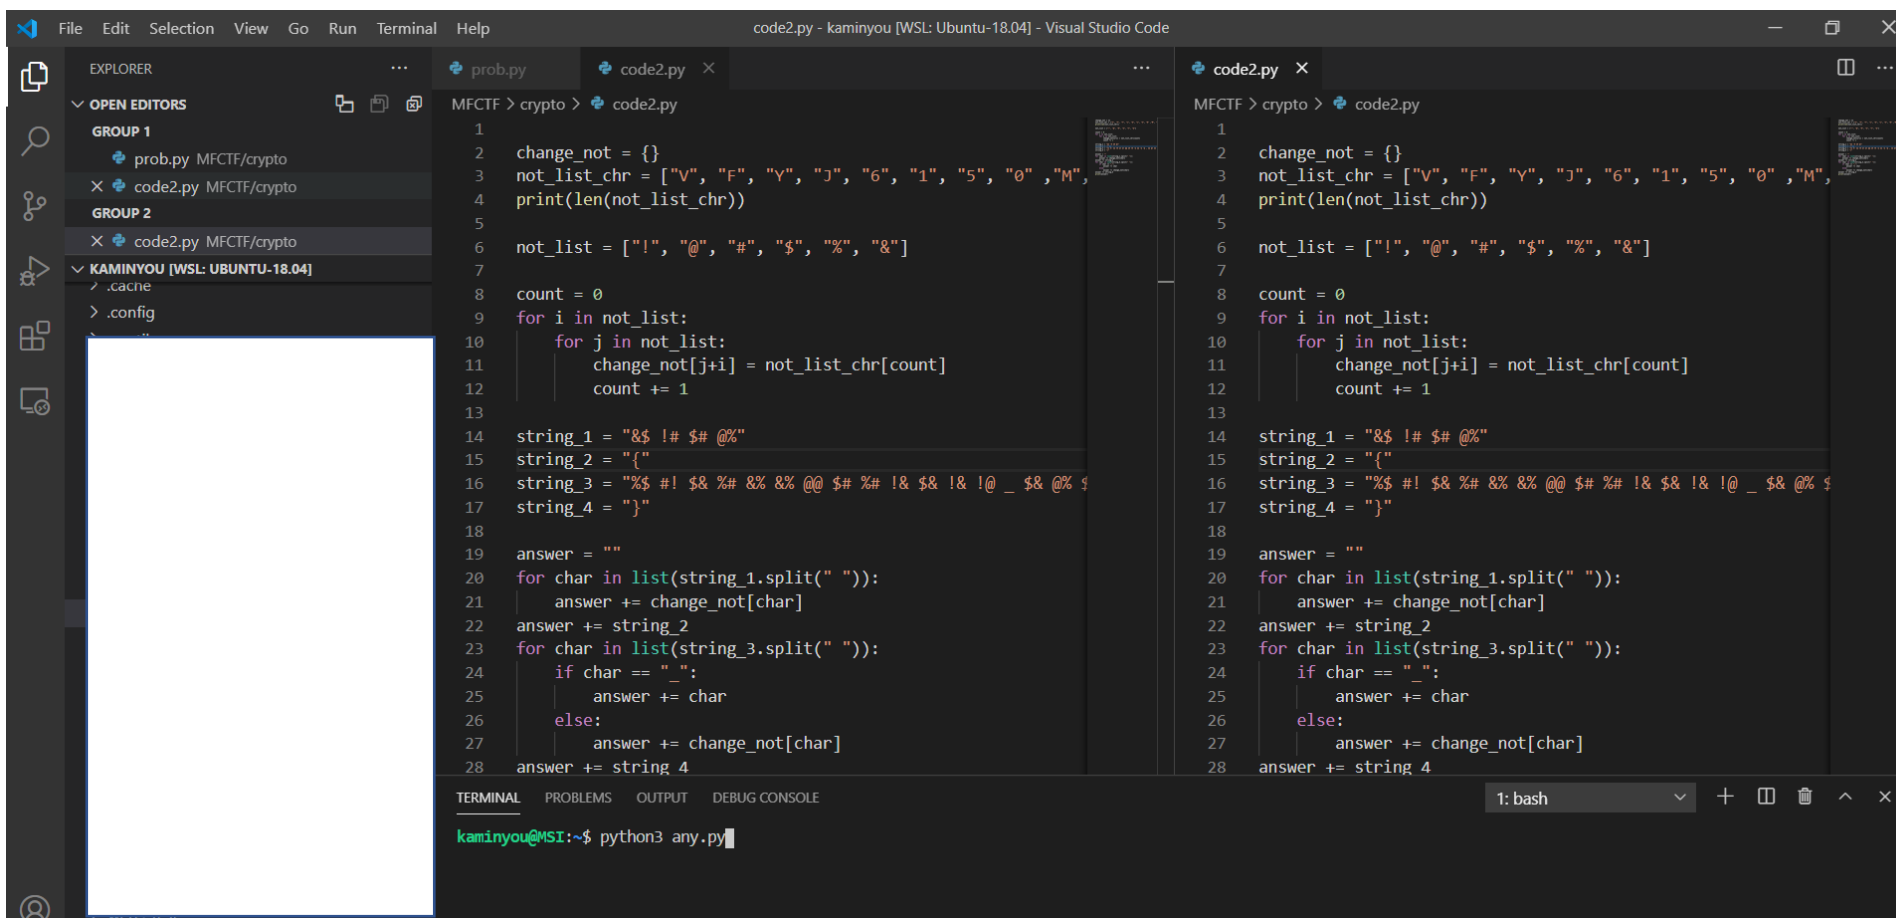 File Edit Selection View Go Run Terminal Help
code2.py - kaminyou [WSL: Ubuntu-18.04] - Visual Studio Code
EXPLORER
OPEN EDITORS
GROUP 1
prob.py MFCTF/crypto
code2.py MFCTF/crypto
GROUP 2
code2.py MFCTF/crypto
KAMINYOU [WSL: UBUNTU-18.04]
.cache
.config
prob.py code2.py
MFCTF > crypto > code2.py
1
2 change_not = {}
3 not_list_chr = ["V", "F", "Y", "J", "6", "1", "5", "0" ,"M",
4 print(len(not_list_chr))
5
6 not_list = ["!", "@", "#", "$", "%", "&"]
7
8 count = 0
9 for i in not_list:
10 for j in not_list:
11 change_not[j+i] = not_list_chr[count]
12 count += 1
13
14 string_1 = "&$ !# $# @%"
15 string_2 = "{"
16 string_3 = "%$ #! $& %# &% &% @@ $# %# !& $& !& !@ _ $& @% $
17 string_4 = "}"
18
19 answer = ""
20 for char in list(string_1.split(" ")):
21 answer += change_not[char]
22 answer += string_2
23 for char in list(string_3.split(" ")):
24 if char == "_":
25 answer += char
26 else:
27 answer += change_not[char]
28 answer += string_4
code2.py
MFCTF > crypto > code2.py
1
2 change_not = {}
3 not_list_chr = ["V", "F", "Y", "J", "6", "1", "5", "0" ,"M",
4 print(len(not_list_chr))
5
6 not_list = ["!", "@", "#", "$", "%", "&"]
7
8 count = 0
9 for i in not_list:
10 for j in not_list:
11 change_not[j+i] = not_list_chr[count]
12 count += 1
13
14 string_1 = "&$ !# $# @%"
15 string_2 = "{"
16 string_3 = "%$ #! $& %# &% &% @@ $# %# !& $& !& !@ _ $& @% $
17 string_4 = "}"
18
19 answer = ""
20 for char in list(string_1.split(" ")):
21 answer += change_not[char]
22 answer += string_2
23 for char in list(string_3.split(" ")):
24 if char == "_":
25 answer += char
26 else:
27 answer += change_not[char]
28 answer += string_4
TERMINAL PROBLEMS OUTPUT DEBUG CONSOLE
1: bash
kaminyou@MSI:~$ python3 any.py